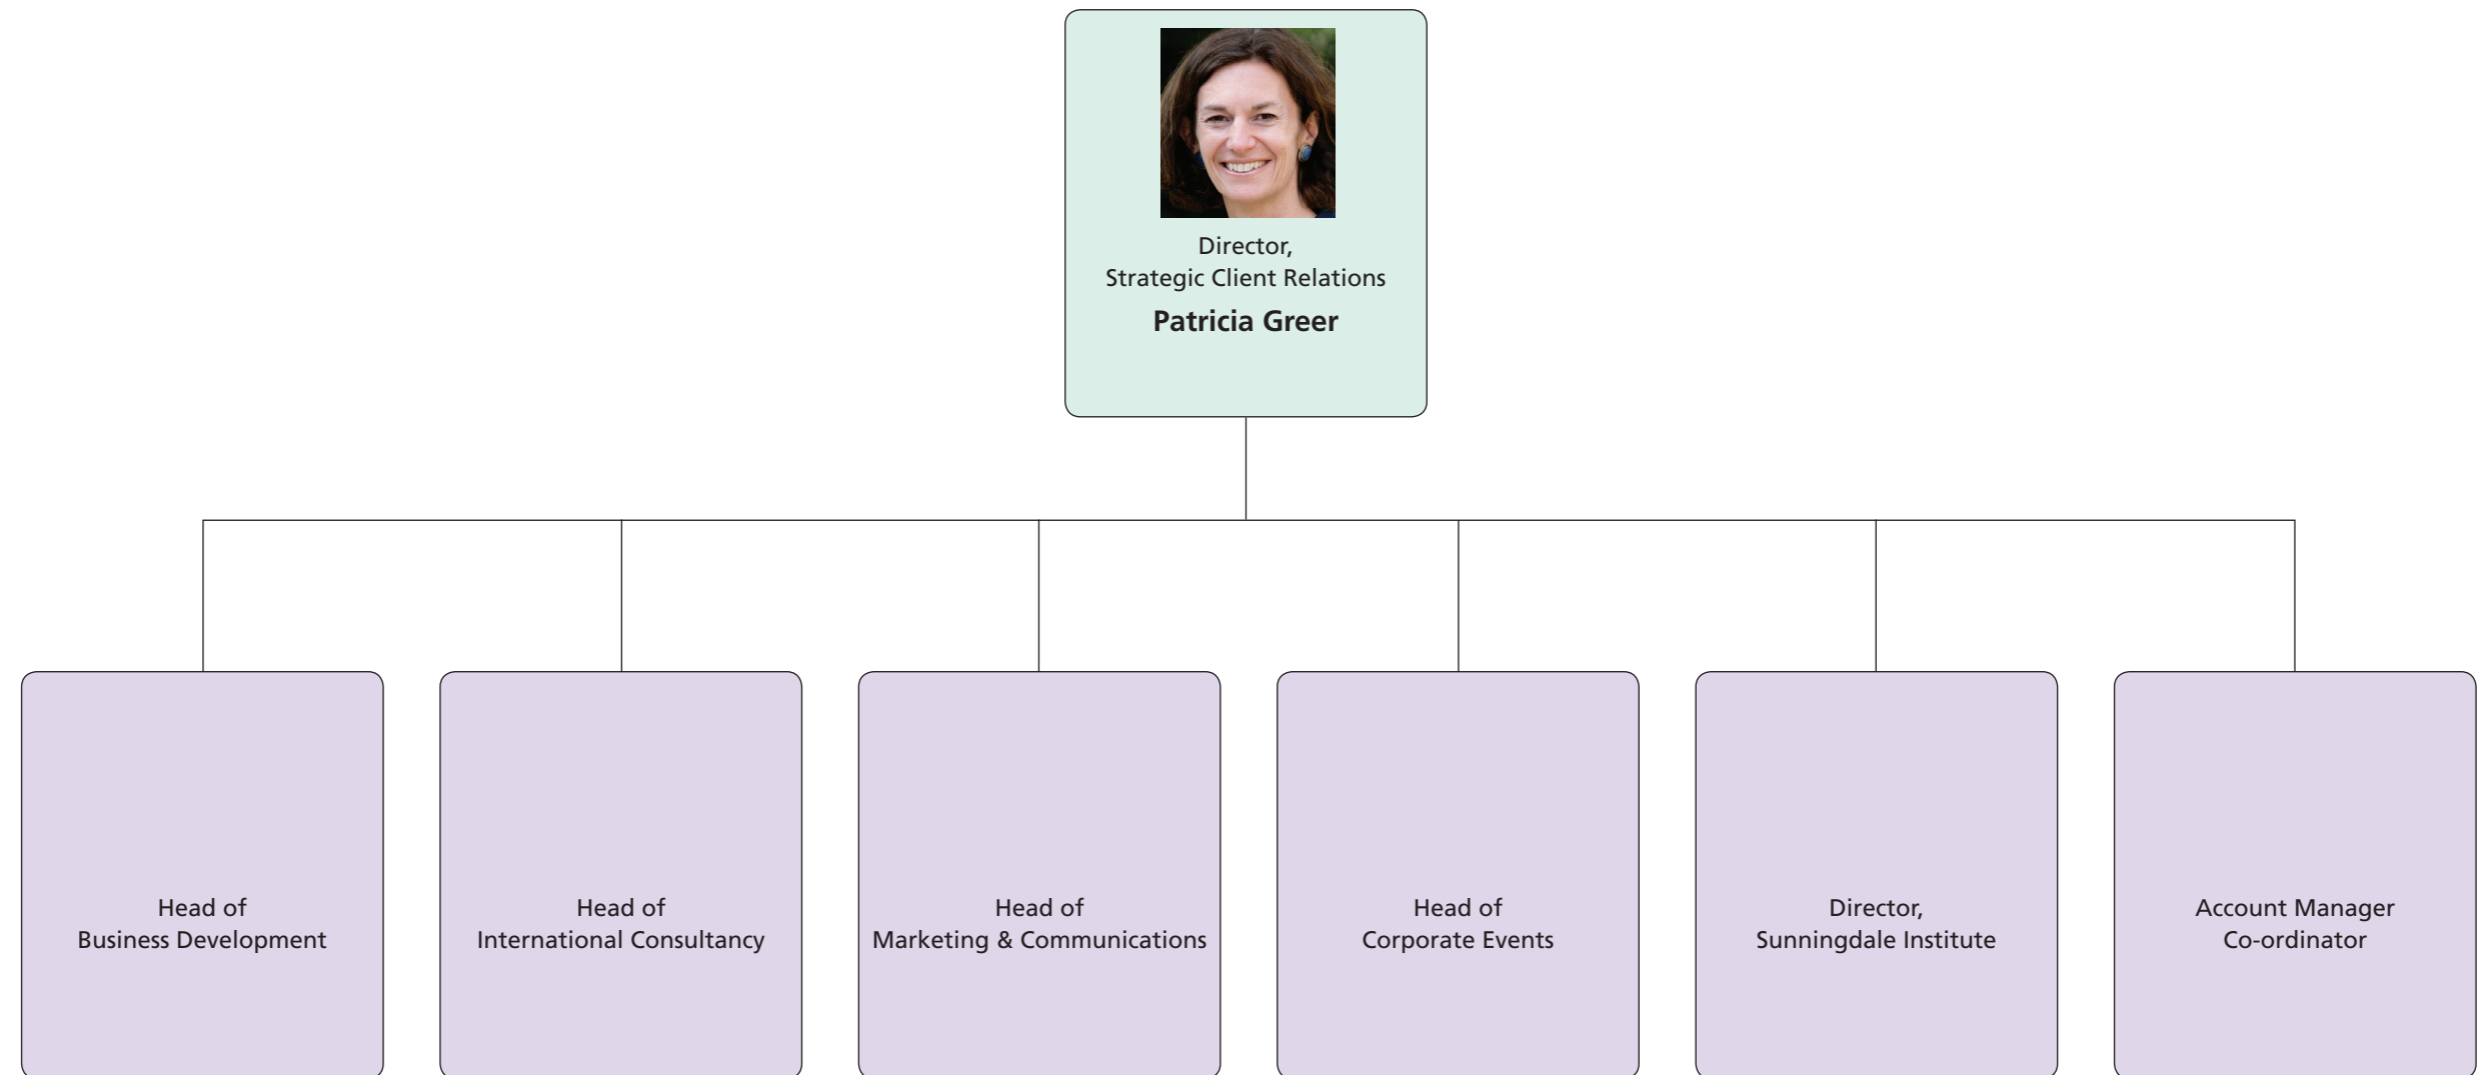 Director,
Strategic Client Relations
Patricia Greer
Head of
Business Development
Head of
International Consultancy
Head of
Marketing & Communications
Head of
Corporate Events
Director,
Sunningdale Institute
Account Manager
Co-ordinator